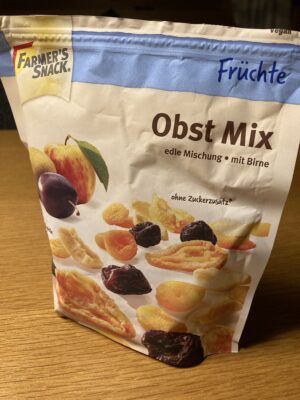 Vegan
FARMER'S
SNACK.
Früchte
Obst Mix
edle Mischung • mit Birne
ohne Zuckerzusatz*